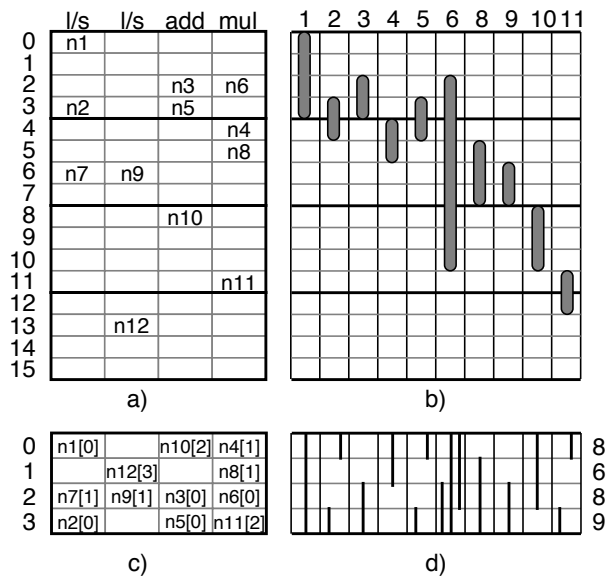 l/s l/s add mul 1 2 3 4 5 6 8 9 10 11
0 n1
1
2 n3 n6
3 n2 n5
4 n4
5 n8
6 n7 n9
7
8 n10
9
10
11 n11
12
13 n12
14
15
a) b)
0 n1[0] n10[2] n4[1] 8
1 n12[3] n8[1] 6
2 n7[1] n9[1] n3[0] n6[0] 8
3 n2[0] n5[0] n11[2] 9
c) d)